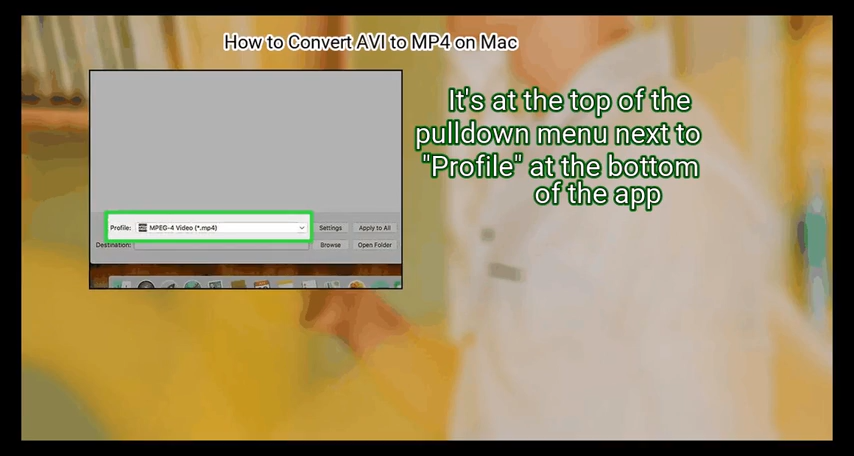 How to Convert AVI to MP4 on Mac
It's at the top of the
pulldown menu next to
"Profile" at the bottom
of the app
Profile: MPEG-4 Video (*.mp4) Settings Apply to All
Destination: Browse Open Folder